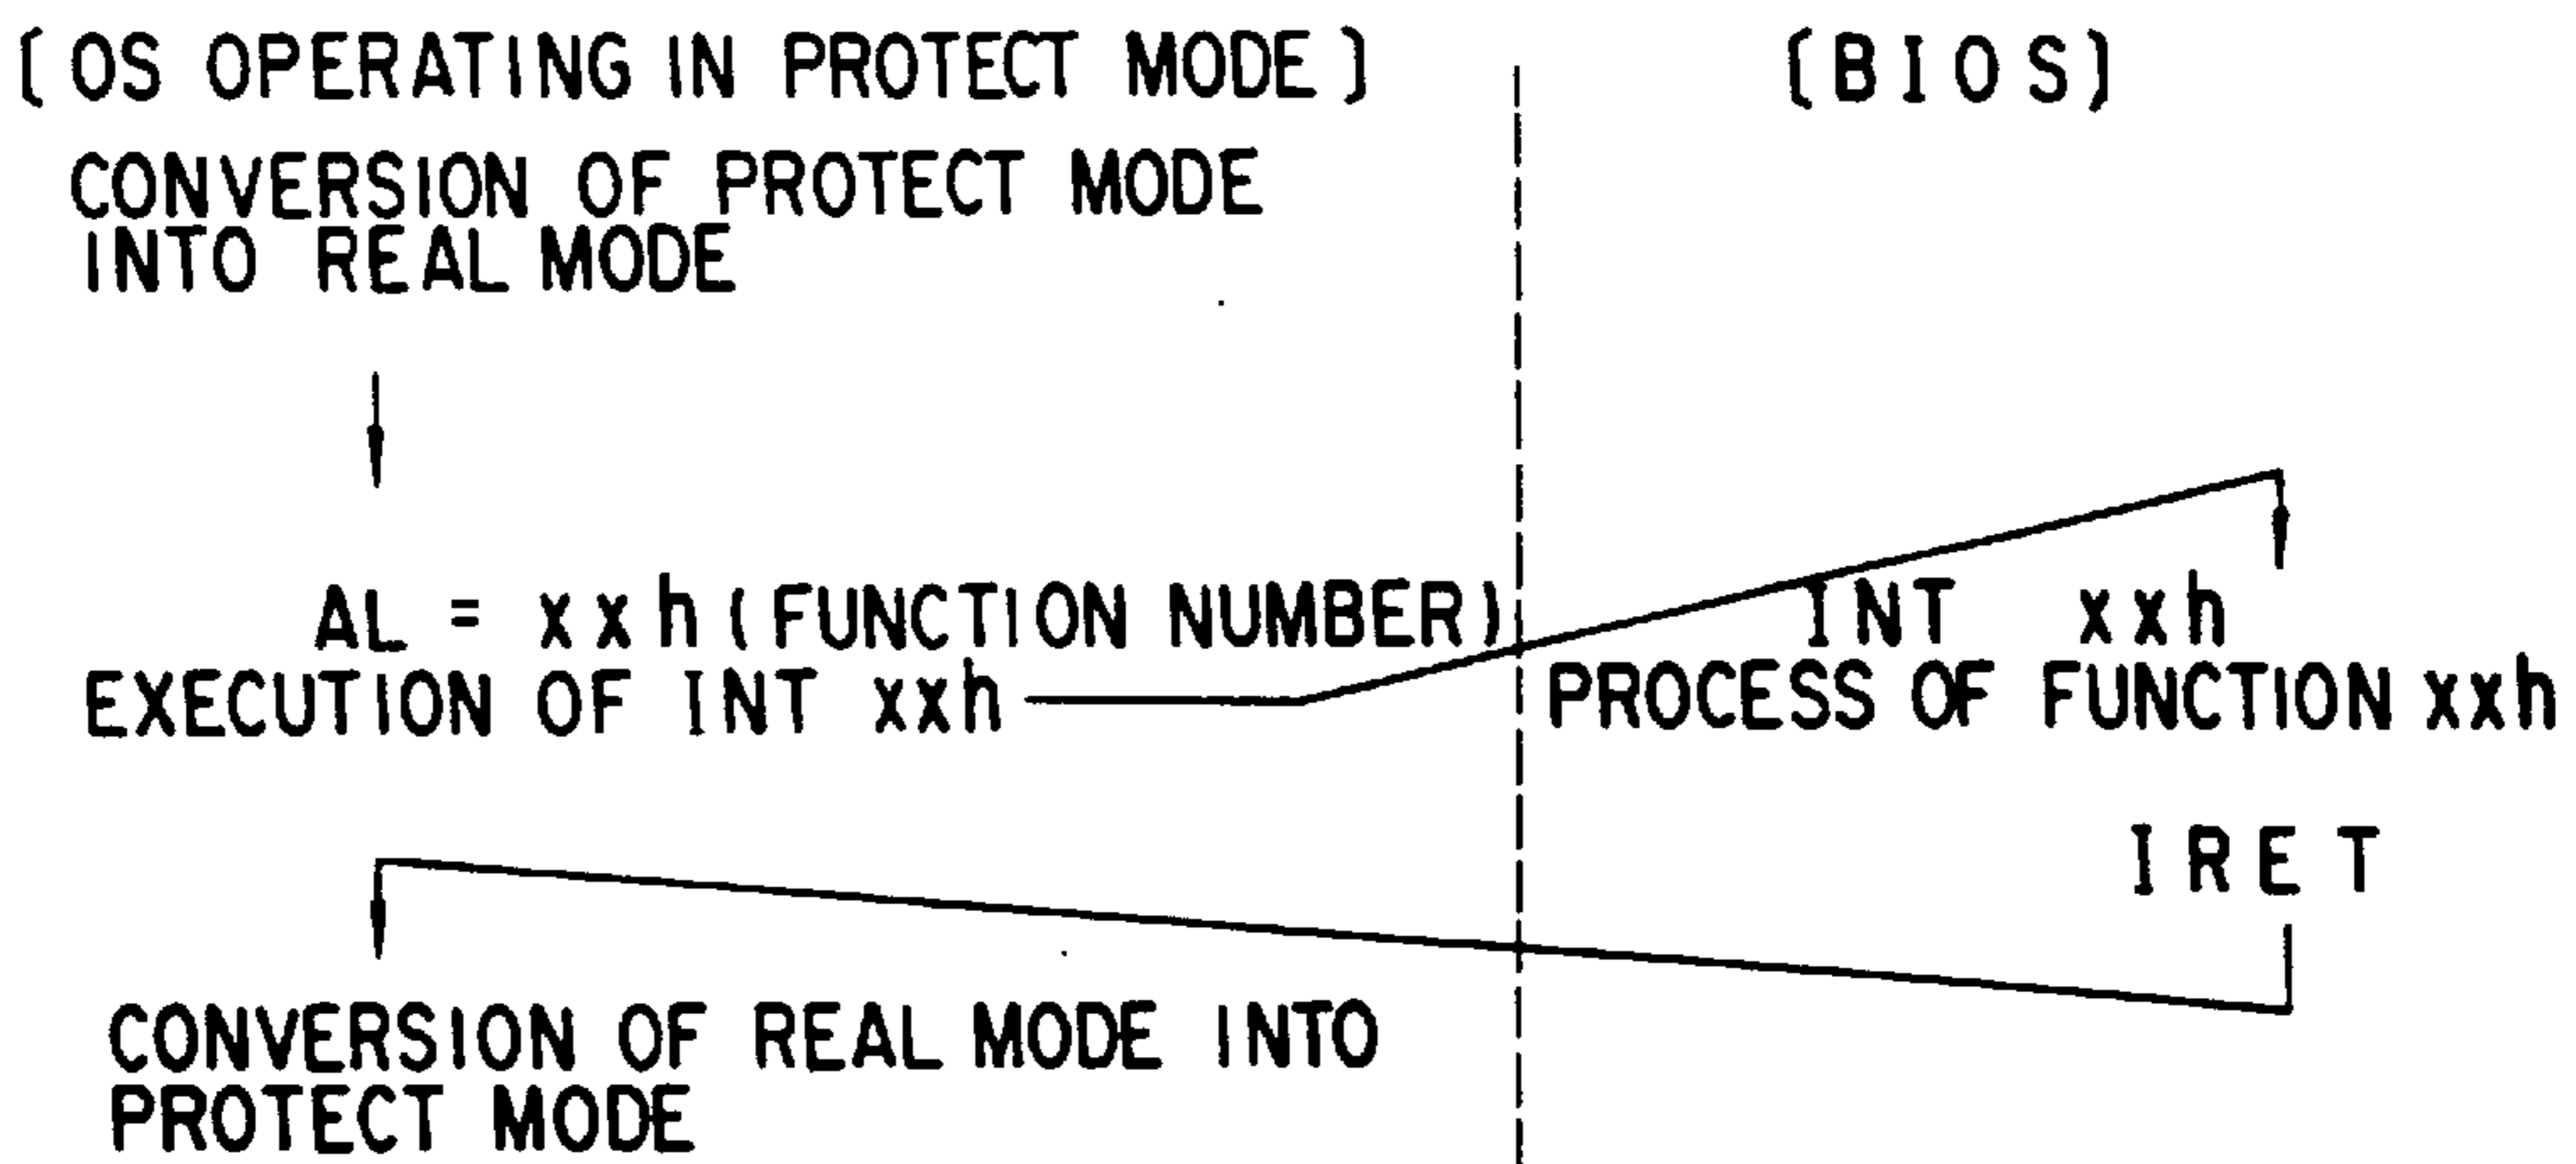 [OS OPERATING IN PROTECT MODE]
CONVERSION OF PROTECT MODE
INTO REAL MODE
AL = xxh (FUNCTION NUMBER)
EXECUTION OF INT xxh
[BIOS]
INT xxh
PROCESS OF FUNCTION xxh
IRET
CONVERSION OF REAL MODE INTO
PROTECT MODE